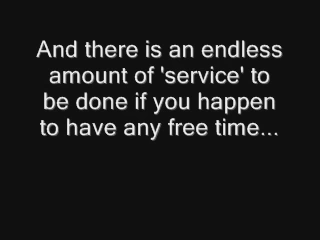 And there is an endless
amount of 'service' to
be done if you happen
to have any free time...